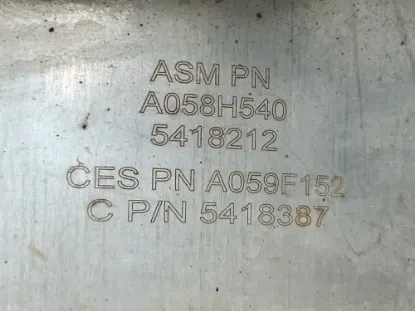 ASM PN
A058H540
5418212
CES PN A059F152
C P/N 5418387